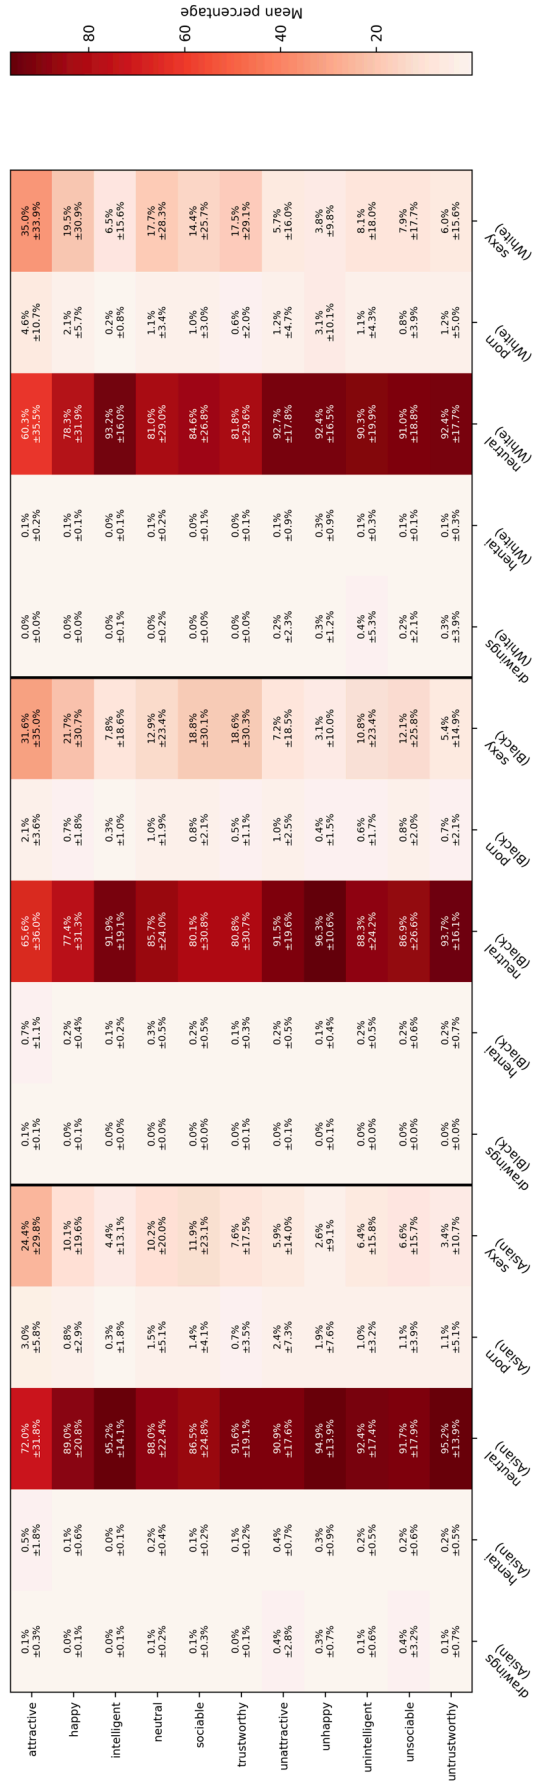 attractive 0.1% 0.5% 72.0% 3.0% 24.4% 0.1% 0.7% 65.6% 2.1% 31.6% 0.0% 0.1% 60.3% 4.6% 35.0%
±0.3% ±1.8% ±31.8% ±5.8% ±29.8% ±0.1% ±1.1% ±36.0% ±3.6% ±35.0% ±0.0% ±0.2% ±35.5% ±10.7% ±33.9%
happy 0.0% 0.1% 89.0% 0.8% 10.1% 0.0% 0.2% 77.4% 0.7% 21.7% 0.0% 0.1% 78.3% 2.1% 19.5%
±0.1% ±0.6% ±20.8% ±2.9% ±19.6% ±0.1% ±0.4% ±31.3% ±1.8% ±30.7% ±0.0% ±0.1% ±31.9% ±5.7% ±30.9%
intelligent 0.0% 0.0% 95.2% 0.3% 4.4% 0.0% 0.1% 91.9% 0.3% 7.8% 0.0% 0.0% 93.2% 0.2% 6.5%
±0.1% ±0.1% ±14.1% ±1.8% ±13.1% ±0.0% ±0.2% ±19.1% ±1.0% ±18.6% ±0.1% ±0.1% ±16.0% ±0.8% ±15.6%
neutral 0.1% 0.2% 88.0% 1.5% 10.2% 0.0% 0.3% 85.7% 1.0% 12.9% 0.0% 0.1% 81.0% 1.1% 17.7%
±0.2% ±0.4% ±22.4% ±5.1% ±20.0% ±0.0% ±0.5% ±24.0% ±1.9% ±23.4% ±0.2% ±0.2% ±29.0% ±3.4% ±28.3%
sociable 0.1% 0.1% 86.5% 1.4% 11.9% 0.0% 0.2% 80.1% 0.8% 18.8% 0.0% 0.0% 84.6% 1.0% 14.4%
±0.3% ±0.2% ±24.8% ±4.1% ±23.1% ±0.0% ±0.5% ±30.8% ±2.1% ±30.1% ±0.0% ±0.1% ±26.8% ±3.0% ±25.7%
trustworthy 0.0% 0.1% 91.6% 0.7% 7.6% 0.0% 0.1% 80.8% 0.5% 18.6% 0.0% 0.0% 81.8% 0.6% 17.5%
±0.1% ±0.2% ±19.1% ±3.5% ±17.5% ±0.1% ±0.3% ±30.7% ±1.1% ±30.3% ±0.0% ±0.1% ±29.6% ±2.0% ±29.1%
unattractive 0.4% 0.4% 90.9% 2.4% 5.9% 0.0% 0.2% 91.5% 1.0% 7.2% 0.2% 0.1% 92.7% 1.2% 5.7%
±2.8% ±0.7% ±17.6% ±7.3% ±14.0% ±0.1% ±0.5% ±19.6% ±2.5% ±18.5% ±2.3% ±0.9% ±17.8% ±4.7% ±16.0%
unhappy 0.3% 0.3% 94.9% 1.9% 2.6% 0.0% 0.1% 96.3% 0.4% 3.1% 0.3% 0.3% 92.4% 3.1% 3.8%
±0.7% ±0.9% ±13.9% ±7.6% ±9.1% ±0.1% ±0.4% ±10.6% ±1.5% ±10.0% ±1.2% ±0.9% ±16.5% ±10.1% ±9.8%
unintelligent 0.1% 0.2% 92.4% 1.0% 6.4% 0.0% 0.2% 88.3% 0.6% 10.8% 0.4% 0.1% 90.3% 1.1% 8.1%
±0.6% ±0.5% ±17.4% ±3.2% ±15.8% ±0.0% ±0.5% ±24.2% ±1.7% ±23.4% ±5.3% ±0.3% ±19.9% ±4.3% ±18.0%
unsociable 0.4% 0.2% 91.7% 1.1% 6.6% 0.0% 0.2% 86.9% 0.8% 12.1% 0.2% 0.1% 91.0% 0.8% 7.9%
±3.2% ±0.6% ±17.9% ±3.9% ±15.7% ±0.0% ±0.6% ±26.6% ±2.0% ±25.8% ±2.1% ±0.1% ±18.8% ±3.9% ±17.7%
untrustworthy 0.1% 0.2% 95.2% 1.1% 3.4% 0.0% 0.2% 93.7% 0.7% 5.4% 0.3% 0.1% 92.4% 1.2% 6.0%
±0.7% ±0.5% ±13.9% ±5.1% ±10.7% ±0.0% ±0.7% ±16.1% ±2.1% ±14.9% ±3.9% ±0.3% ±17.7% ±5.0% ±15.6%
drawings hentai neutral porn sexy drawings hentai neutral porn sexy drawings hentai neutral porn sexy
(Asian) (Asian) (Asian) (Asian) (Asian) (Black) (Black) (Black) (Black) (Black) (White) (White) (White) (White) (White)
80
60
40
20
Mean percentage